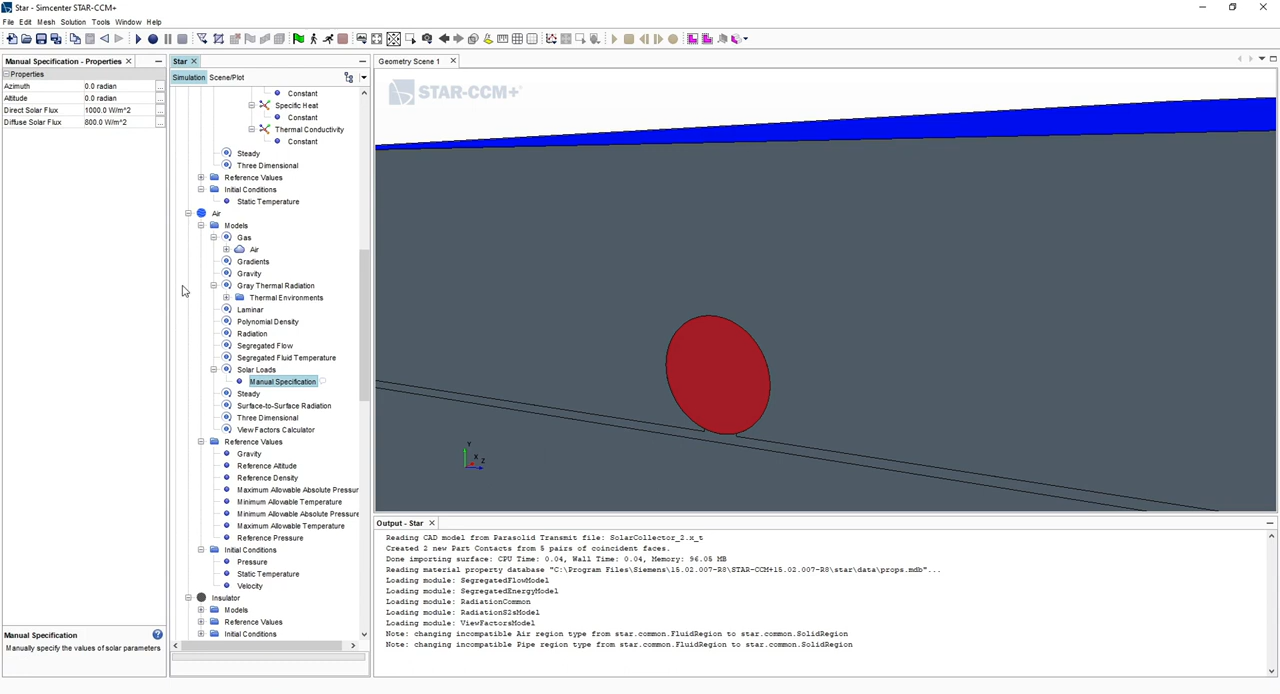 Star - Simcenter STAR-CCM+
File Edit Mesh Solution Tools Window Help
Manual Specification - Properties
Properties
Azimuth 0.0 radian
Altitude 0.0 radian
Direct Solar Flux 1000.0 W/m^2
Diffuse Solar Flux 800.0 W/m^2
Manual Specification
Manually specify the values of solar parameters
Star
Simulation Scene/Plot
Constant
Specific Heat
Constant
Thermal Conductivity
Constant
Steady
Three Dimensional
Reference Values
Initial Conditions
Static Temperature
Air
Models
Gas
Air
Gradients
Gravity
Gray Thermal Radiation
Thermal Environments
Laminar
Polynomial Density
Radiation
Segregated Flow
Segregated Fluid Temperature
Solar Loads
Manual Specification
Steady
Surface-to-Surface Radiation
Three Dimensional
View Factors Calculator
Reference Values
Gravity
Reference Altitude
Reference Density
Maximum Allowable Absolute Pressur
Minimum Allowable Temperature
Minimum Allowable Absolute Pressure
Maximum Allowable Temperature
Reference Pressure
Initial Conditions
Pressure
Static Temperature
Velocity
Insulator
Models
Reference Values
Initial Conditions
Geometry Scene 1
STAR-CCM+
Y
X
Z
Output - Star
Reading CAD model from Parasolid Transmit file: SolarCollector_2.x_t
Created 2 new Part Contacts from 5 pairs of coincident faces.
Done importing surface: CPU Time: 0.04, Wall Time: 0.04, Memory: 96.05 MB
Reading material property database "C:\Program Files\Siemens\15.02.007-R8\STAR-CCM+15.02.007-R8\star\data\props.mdb"...
Loading module: SegregatedFlowModel
Loading module: SegregatedEnergyModel
Loading module: RadiationCommon
Loading module: RadiationS2sModel
Loading module: ViewFactorsModel
Note: changing incompatible Air region type from star.common.FluidRegion to star.common.SolidRegion
Note: changing incompatible Pipe region type from star.common.FluidRegion to star.common.SolidRegion